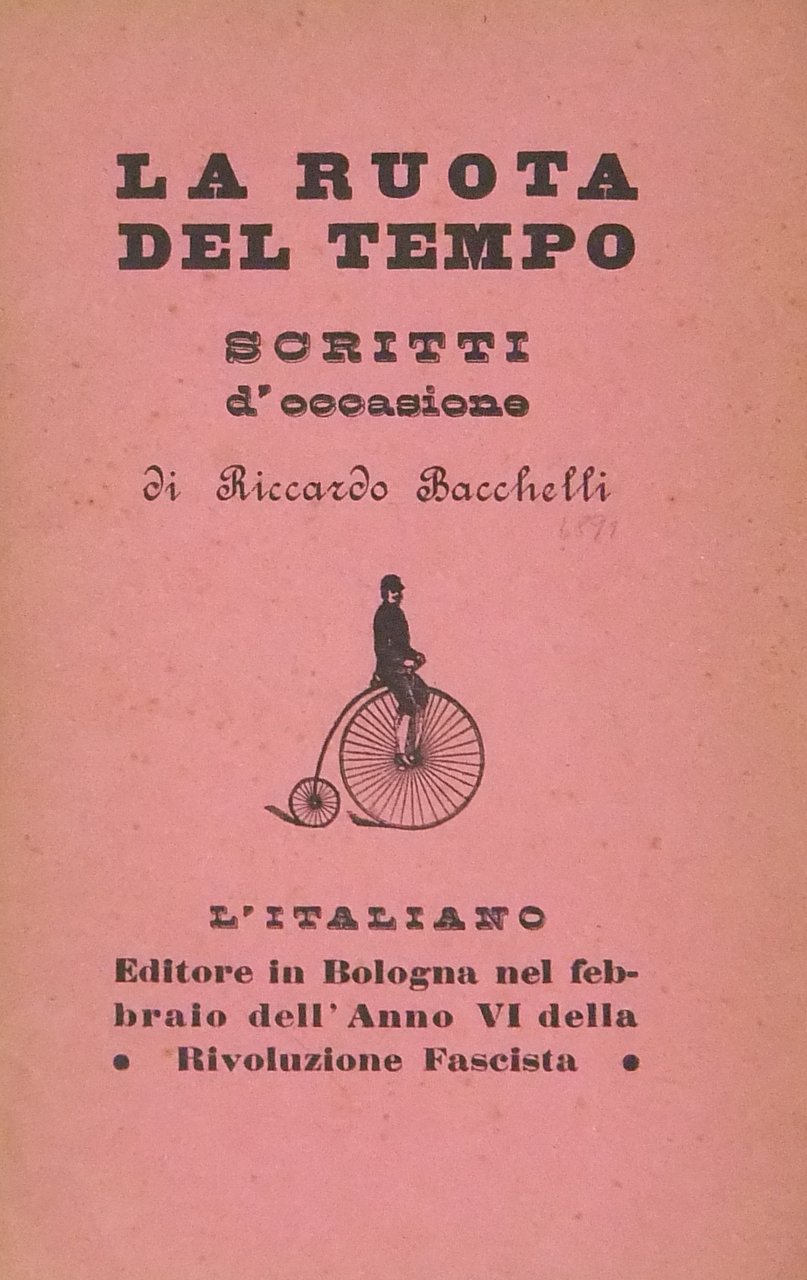 LA RUOTA
DEL TEMPO
SCRITTI
d'occasione
di Riccardo Bacchelli
L'ITALIANO
Editore in Bologna nel feb-
braio dell'Anno VI della
• Rivoluzione Fascista •